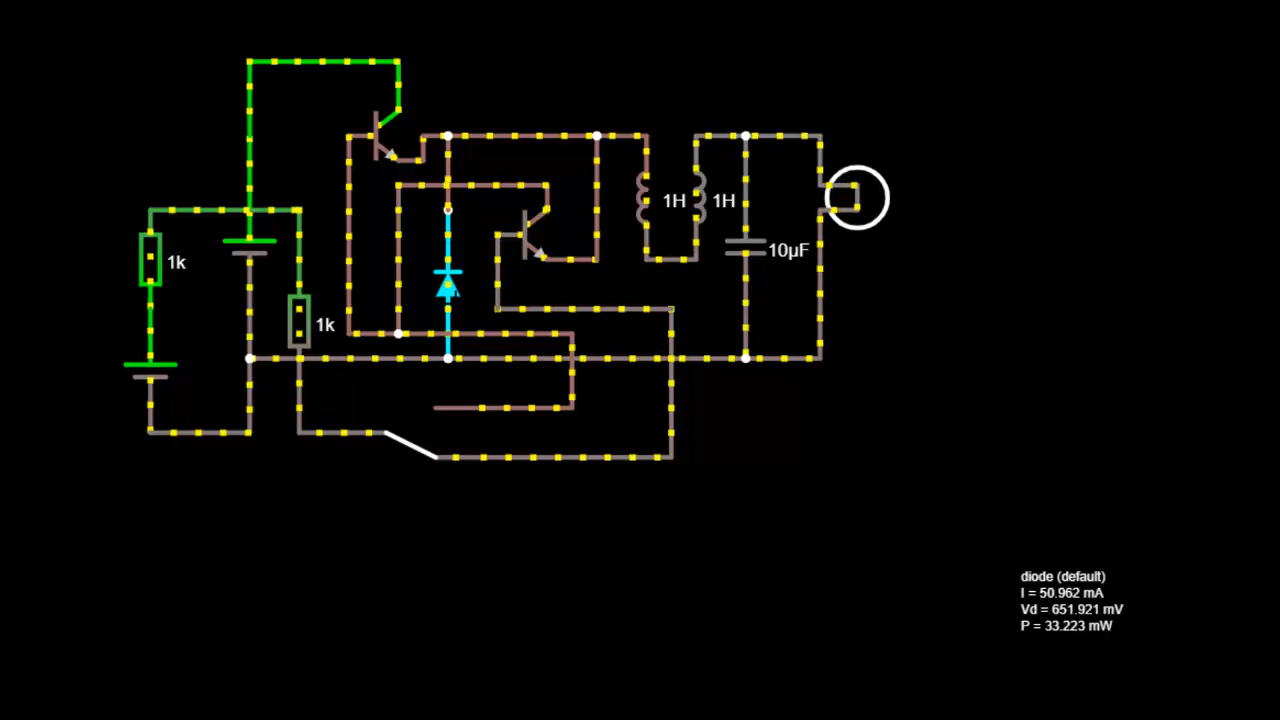 1H
1H
10µF
1k
1k
diode (default)
I = 50.962 mA
Vd = 651.921 mV
P = 33.223 mW